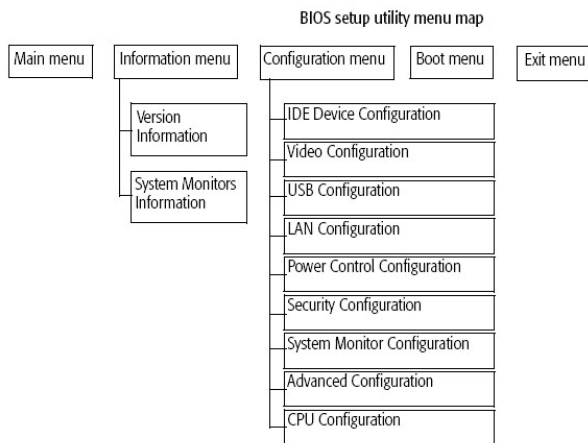 BIOS setup utility menu map
Main menu
Information menu
Configuration menu
Boot menu
Exit menu
Version
Information
System Monitors
Information
IDE Device Configuration
Video Configuration
USB Configuration
LAN Configuration
Power Control Configuration
Security Configuration
System Monitor Configuration
Advanced Configuration
CPU Configuration